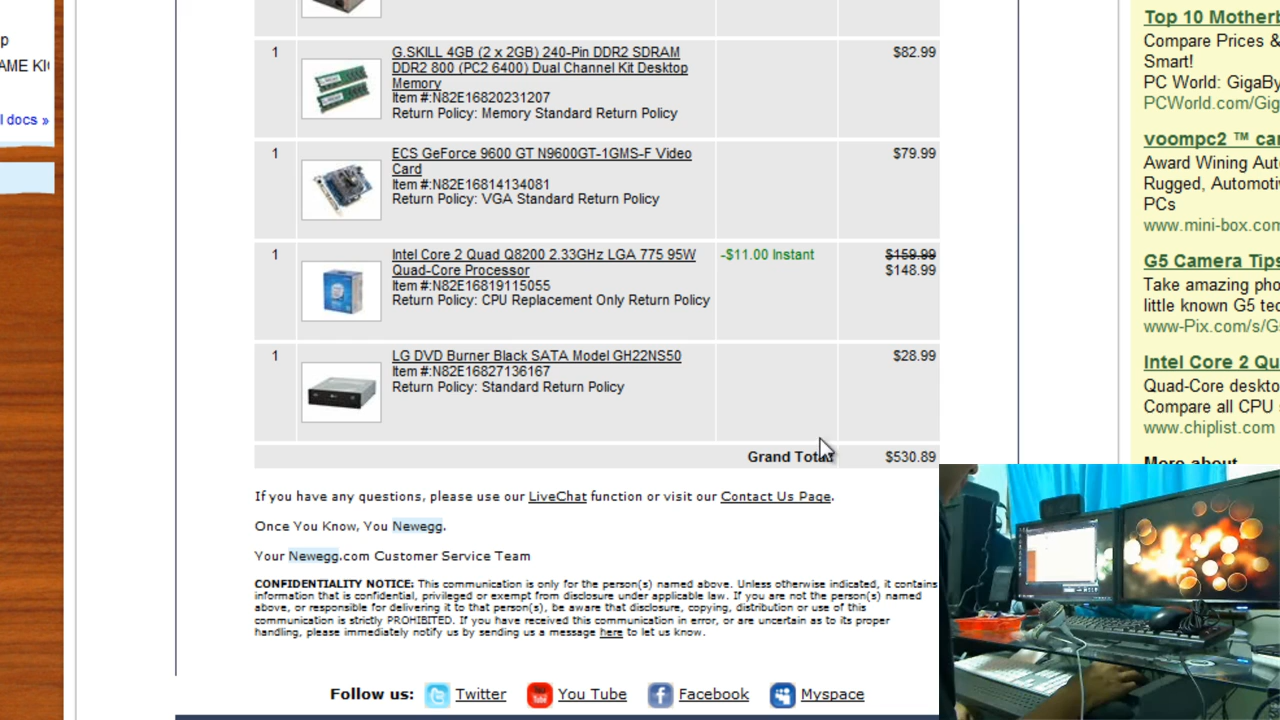 p
AME KI
l docs »
1
G.SKILL 4GB (2 x 2GB) 240-Pin DDR2 SDRAM
DDR2 800 (PC2 6400) Dual Channel Kit Desktop
Memory
Item #:N82E16820231207
Return Policy: Memory Standard Return Policy
$82.99
1
ECS GeForce 9600 GT N9600GT-1GMS-F Video
Card
Item #:N82E16814134081
Return Policy: VGA Standard Return Policy
$79.99
1
Intel Core 2 Quad Q8200 2.33GHz LGA 775 95W
Quad-Core Processor
Item #:N82E16819115055
Return Policy: CPU Replacement Only Return Policy
-$11.00 Instant
$159.99
$148.99
1
LG DVD Burner Black SATA Model GH22NS50
Item #:N82E16827136167
Return Policy: Standard Return Policy
$28.99
Grand Total:
$530.89
If you have any questions, please use our LiveChat function or visit our Contact Us Page.
Once You Know, You Newegg.
Your Newegg.com Customer Service Team
CONFIDENTIALITY NOTICE: This communication is only for the person(s) named above. Unless otherwise indicated, it contains
information that is confidential, privileged or exempt from disclosure under applicable law. If you are not the person(s) named
above, or responsible for delivering it to that person(s), be aware that disclosure, copying, distribution or use of this
communication is strictly PROHIBITED. If you have received this communication in error, or are uncertain as to its proper
handling, please immediately notify us by sending us a message here to let us know.
Follow us: Twitter You Tube Facebook Myspace
Top 10 Motherb
Compare Prices &
Smart!
PC World: GigaBy
PCWorld.com/Gig
voompc2 ™ car
Award Wining Aut
Rugged, Automotiv
PCs
www.mini-box.com
G5 Camera Tips
Take amazing pho
little known G5 tec
www-Pix.com/s/G
Intel Core 2 Qu
Quad-Core deskto
Compare all CPU s
www.chiplist.com
More about